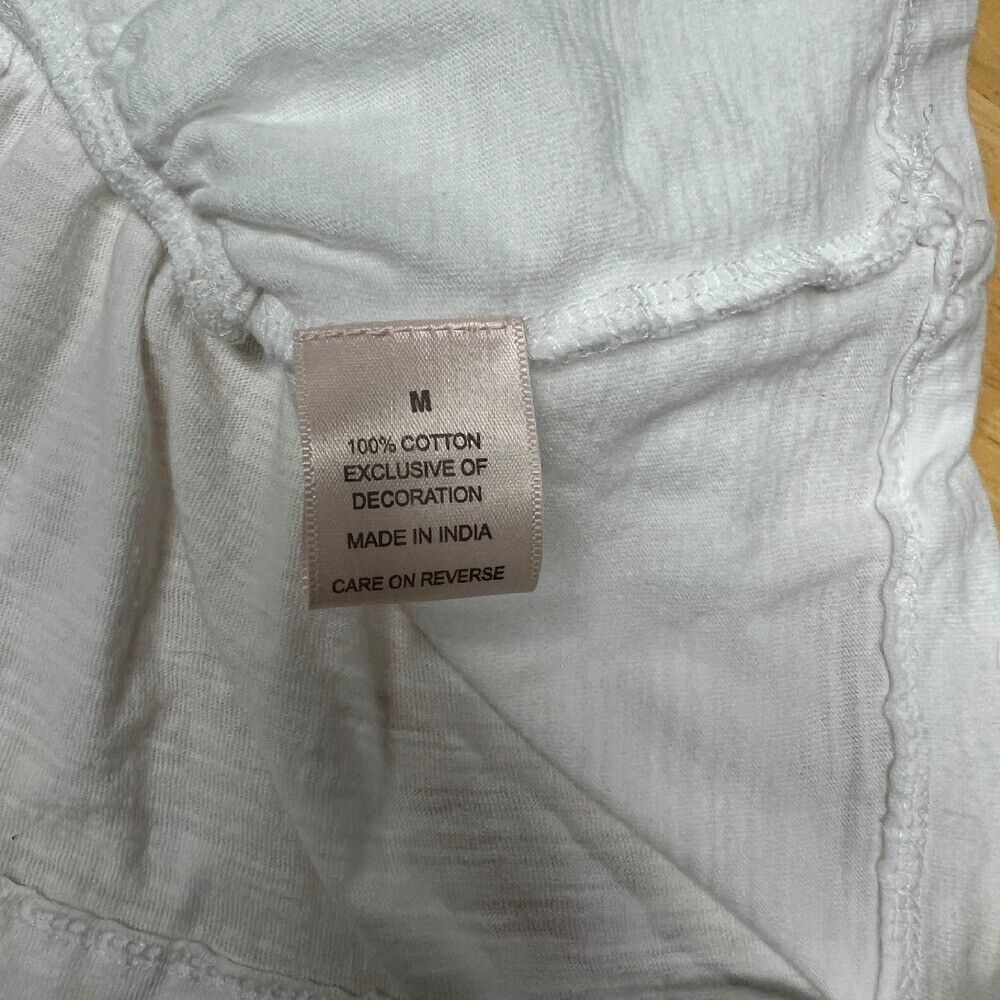 M
100% COTTON
EXCLUSIVE OF
DECORATION
MADE IN INDIA
CARE ON REVERSE